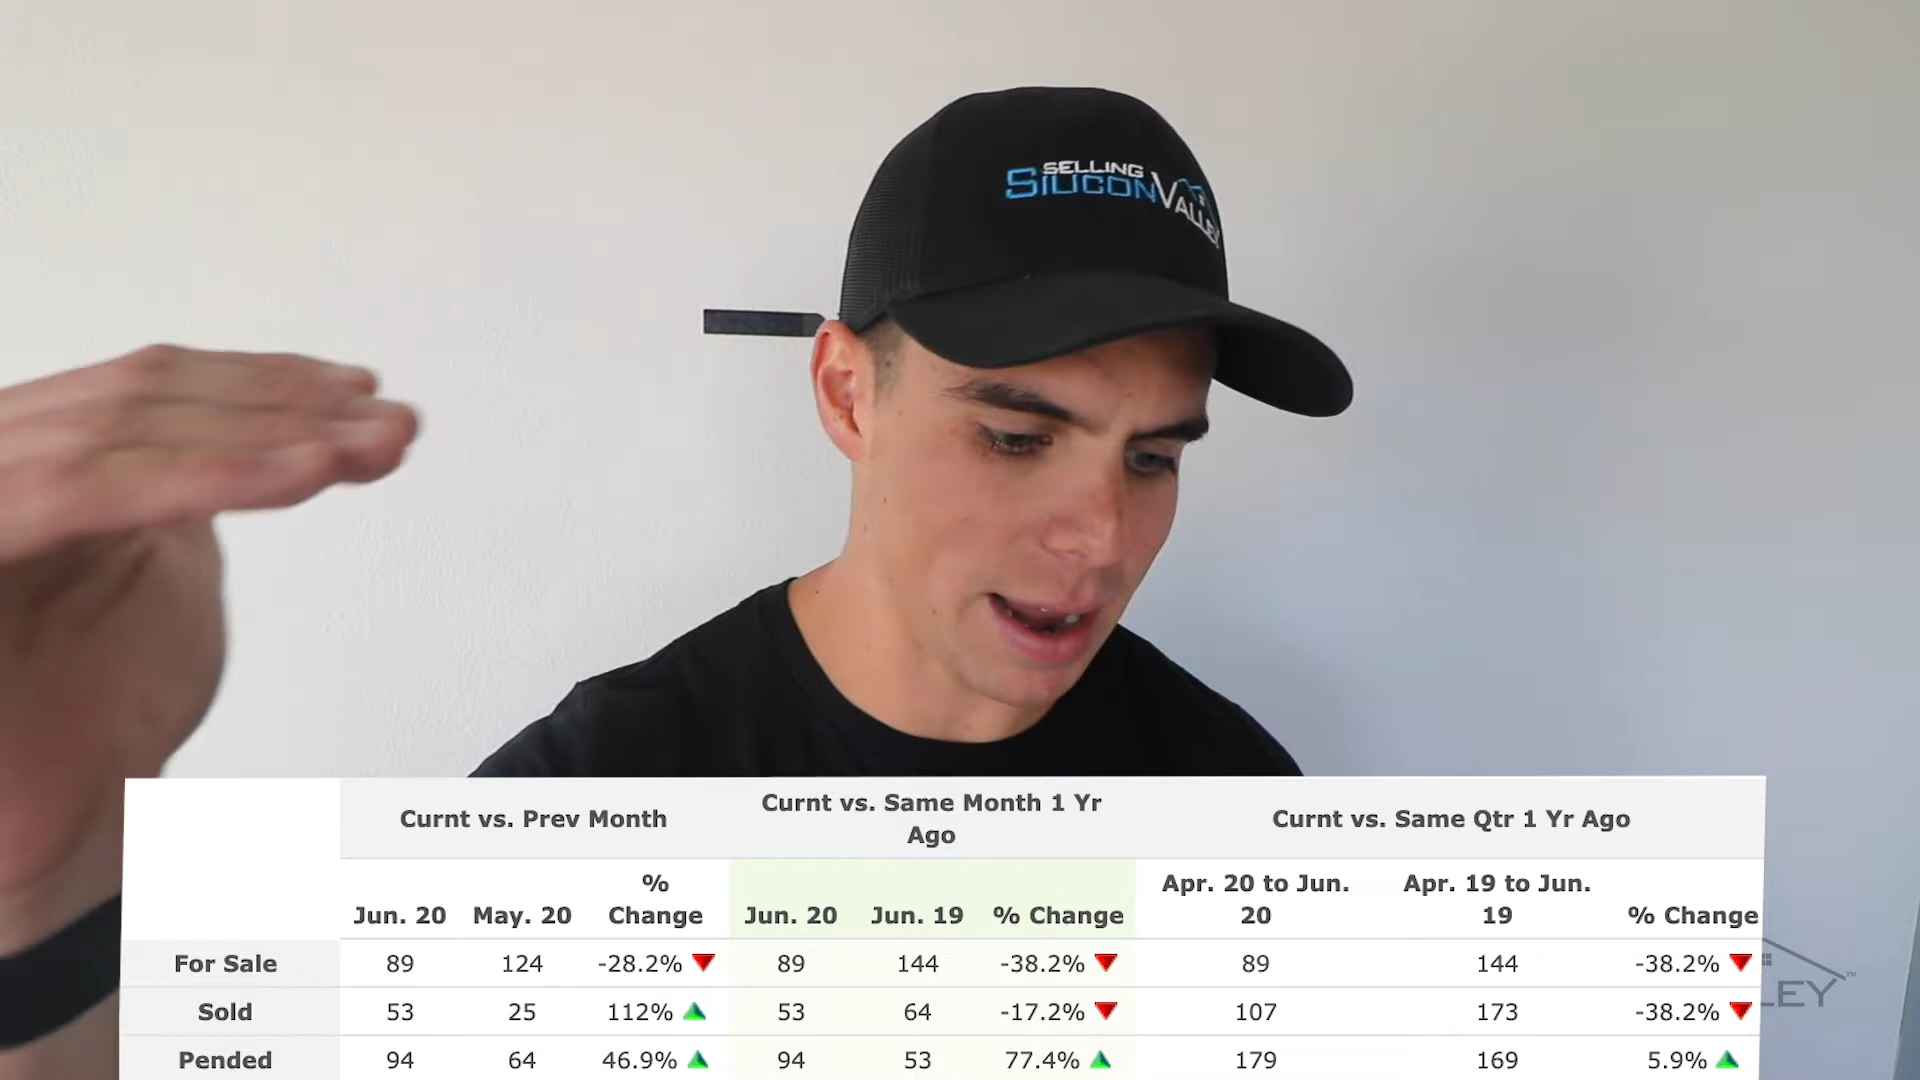 SELLING
SILICON VALLEY
Curnt vs. Prev Month
Curnt vs. Same Month 1 Yr
Ago
Curnt vs. Same Qtr 1 Yr Ago
Jun. 20 May. 20 % Change Jun. 20 Jun. 19 % Change Apr. 20 to Jun. 20 Apr. 19 to Jun. 19 % Change
For Sale 89 124 -28.2% 89 144 -38.2% 89 144 -38.2%
LEY™
Sold 53 25 112% 53 64 -17.2% 107 173 -38.2%
Pended 94 64 46.9% 94 53 77.4% 179 169 5.9%